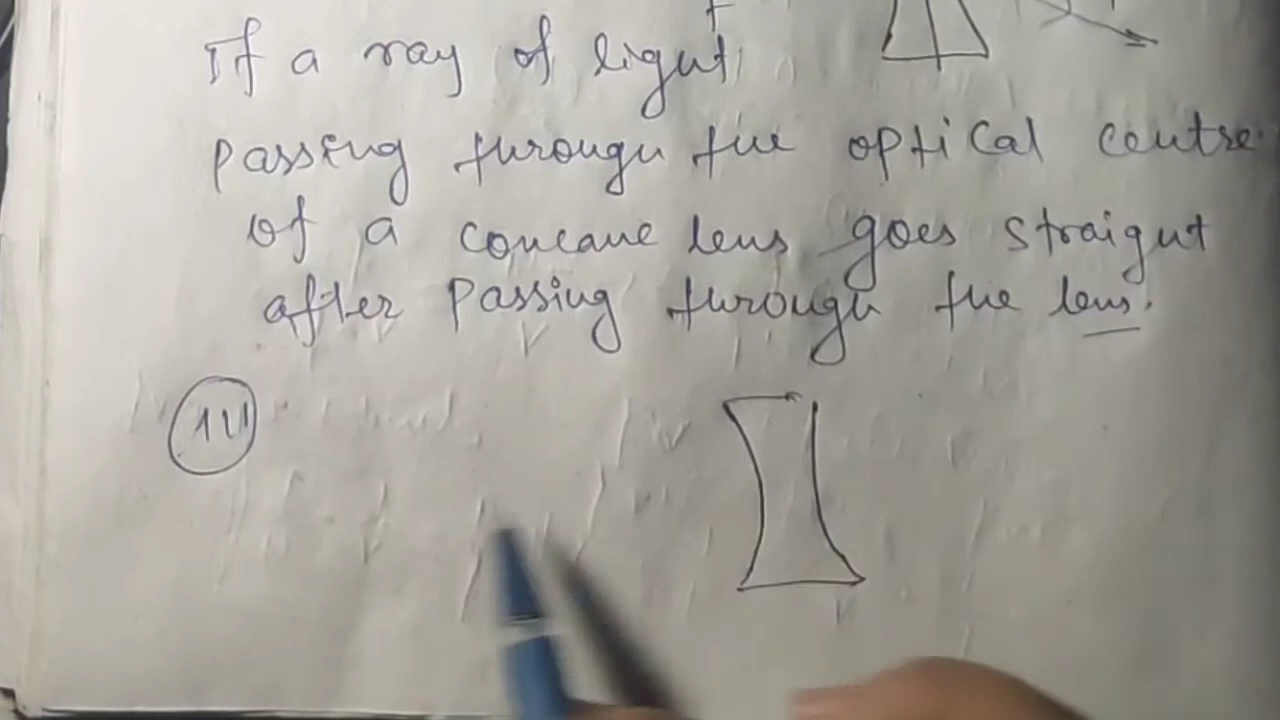 If a ray of light
passing through the optical centre
of a concave lens goes straight
after passing through the lens.